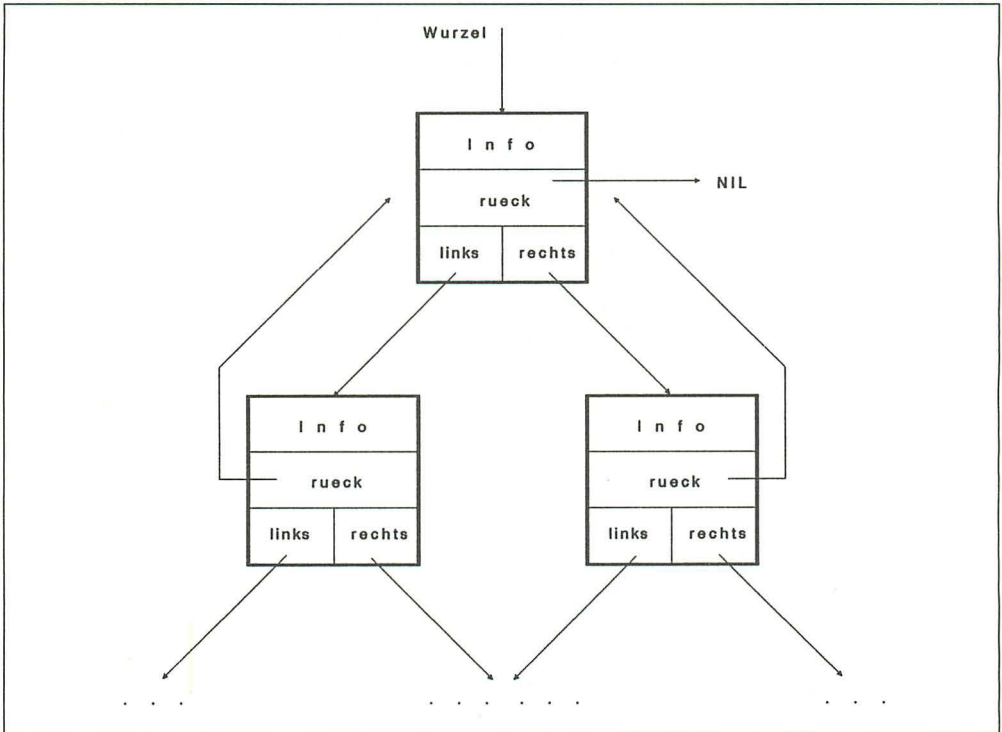 Wurzel
Info
NIL
rueck
links rechts
Info
Info
rueck
rueck
links rechts
links rechts
. . .
. . . . . .
. . .